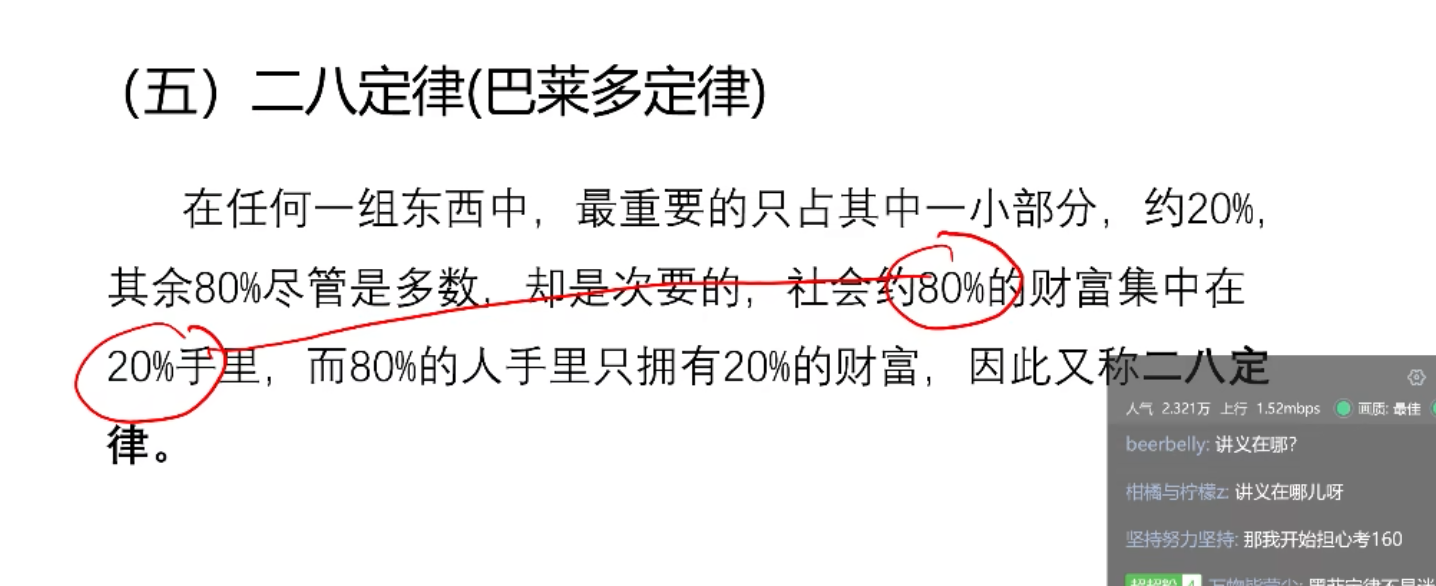 （五）二八定律(巴莱多定律)
在任何一组东西中，最重要的只占其中一小部分，约20%，
其余80%尽管是多数，却是次要的，社会约80%的财富集中在
20%手里，而80%的人手里只拥有20%的财富，因此又称二八定
律。
人气 2.321万 上行 1.52mbps 画质: 最佳
beerbelly: 讲义在哪?
柑橘与柠檬z: 讲义在哪儿呀
坚持努力坚持: 那我开始担心考160